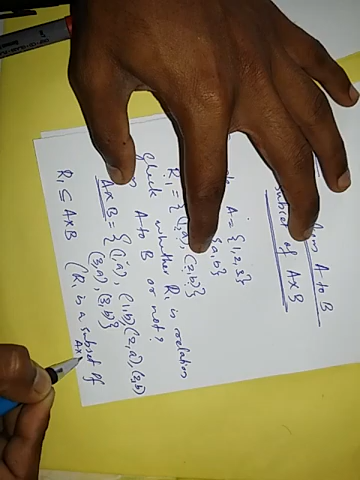 from A to B
subset of A×B
A = {1,2,3}
{a, b}
R₁ = {(1,a), (2,b)}
Check whether R₁ is relation
A to B or not?
A×B = {(1,a), (1,b)(2,a),(2,b)
(3,a),(3,b)}
R₁ ⊆ A×B (R₁ is a subset of
A×